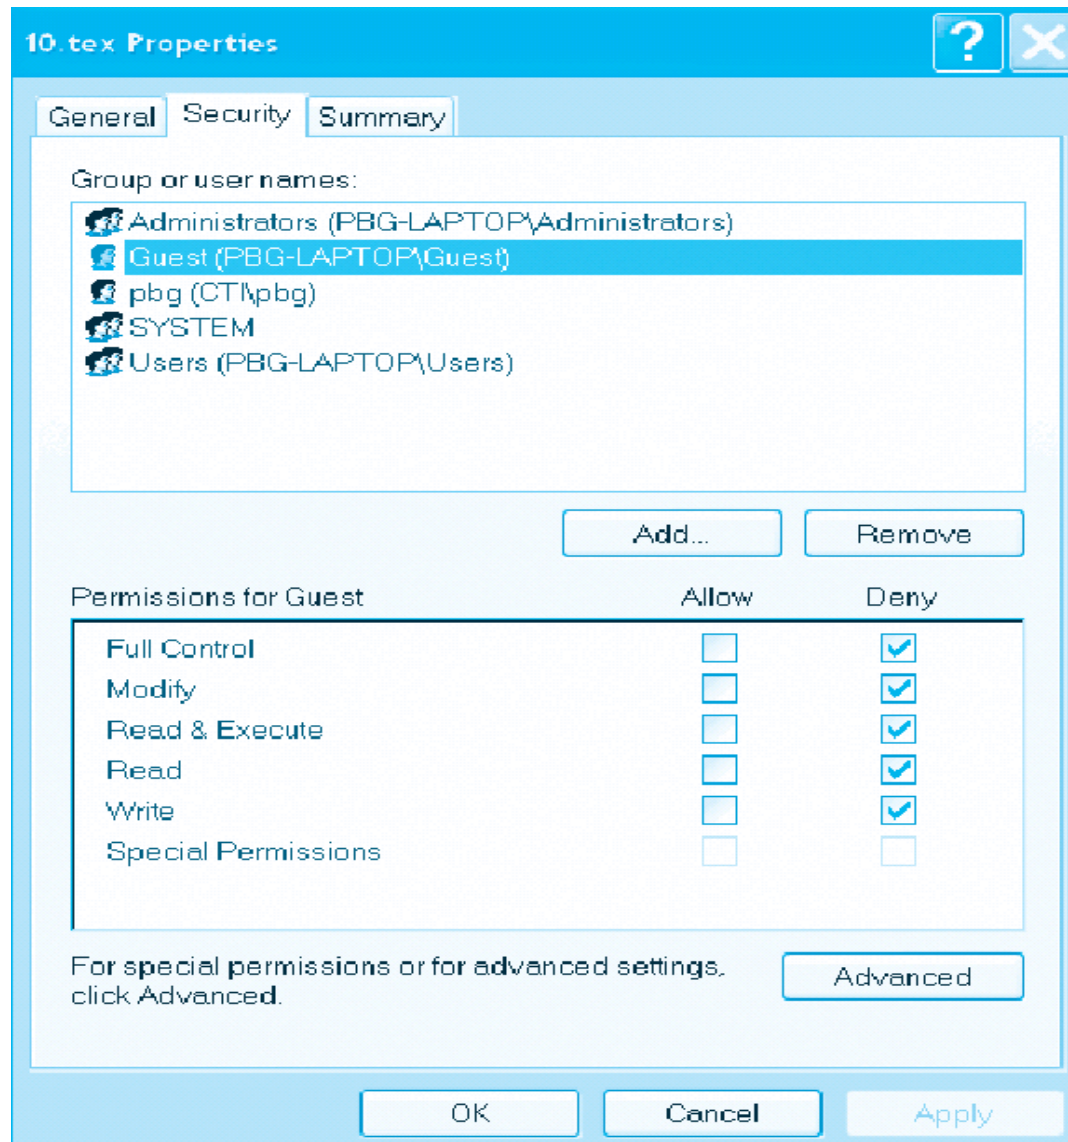 10.tex Properties
?
General Security Summary
Group or user names:
Administrators (PBG-LAPTOP\Administrators)
Guest (PBG-LAPTOP\Guest)
pbg (CTI\pbg)
SYSTEM
Users (PBG-LAPTOP\Users)
Add... Remove
Permissions for Guest Allow Deny
Full Control
Modify
Read & Execute
Read
Write
Special Permissions
For special permissions or for advanced settings,
click Advanced.
Advanced
OK Cancel Apply